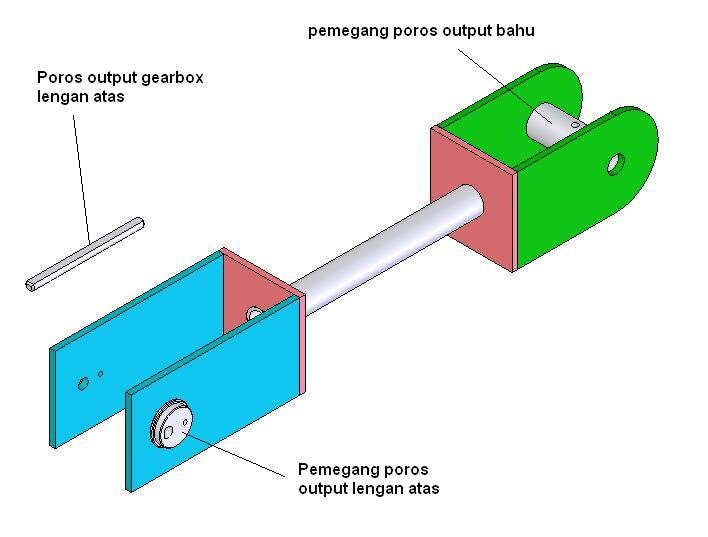 pemegang poros output bahu
Poros output gearbox
lengan atas
Pemegang poros
output lengan atas